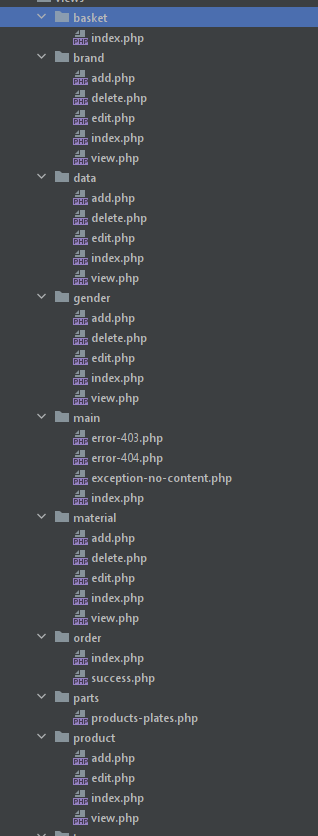 views
basket
index.php
brand
add.php
delete.php
edit.php
index.php
view.php
data
add.php
delete.php
edit.php
index.php
view.php
gender
add.php
delete.php
edit.php
index.php
view.php
main
error-403.php
error-404.php
exception-no-content.php
index.php
material
add.php
delete.php
edit.php
index.php
view.php
order
index.php
success.php
parts
products-plates.php
product
add.php
edit.php
index.php
view.php